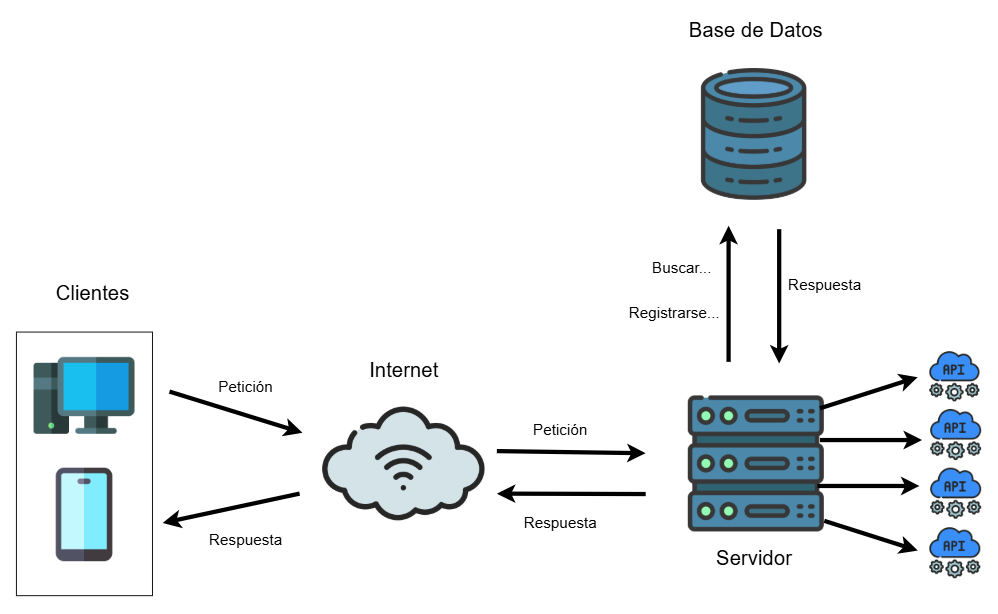 Base de Datos
Buscar...
Respuesta
Registrarse...
Clientes
Internet
Petición
Petición
Respuesta
Respuesta
Servidor
API
API
API
API